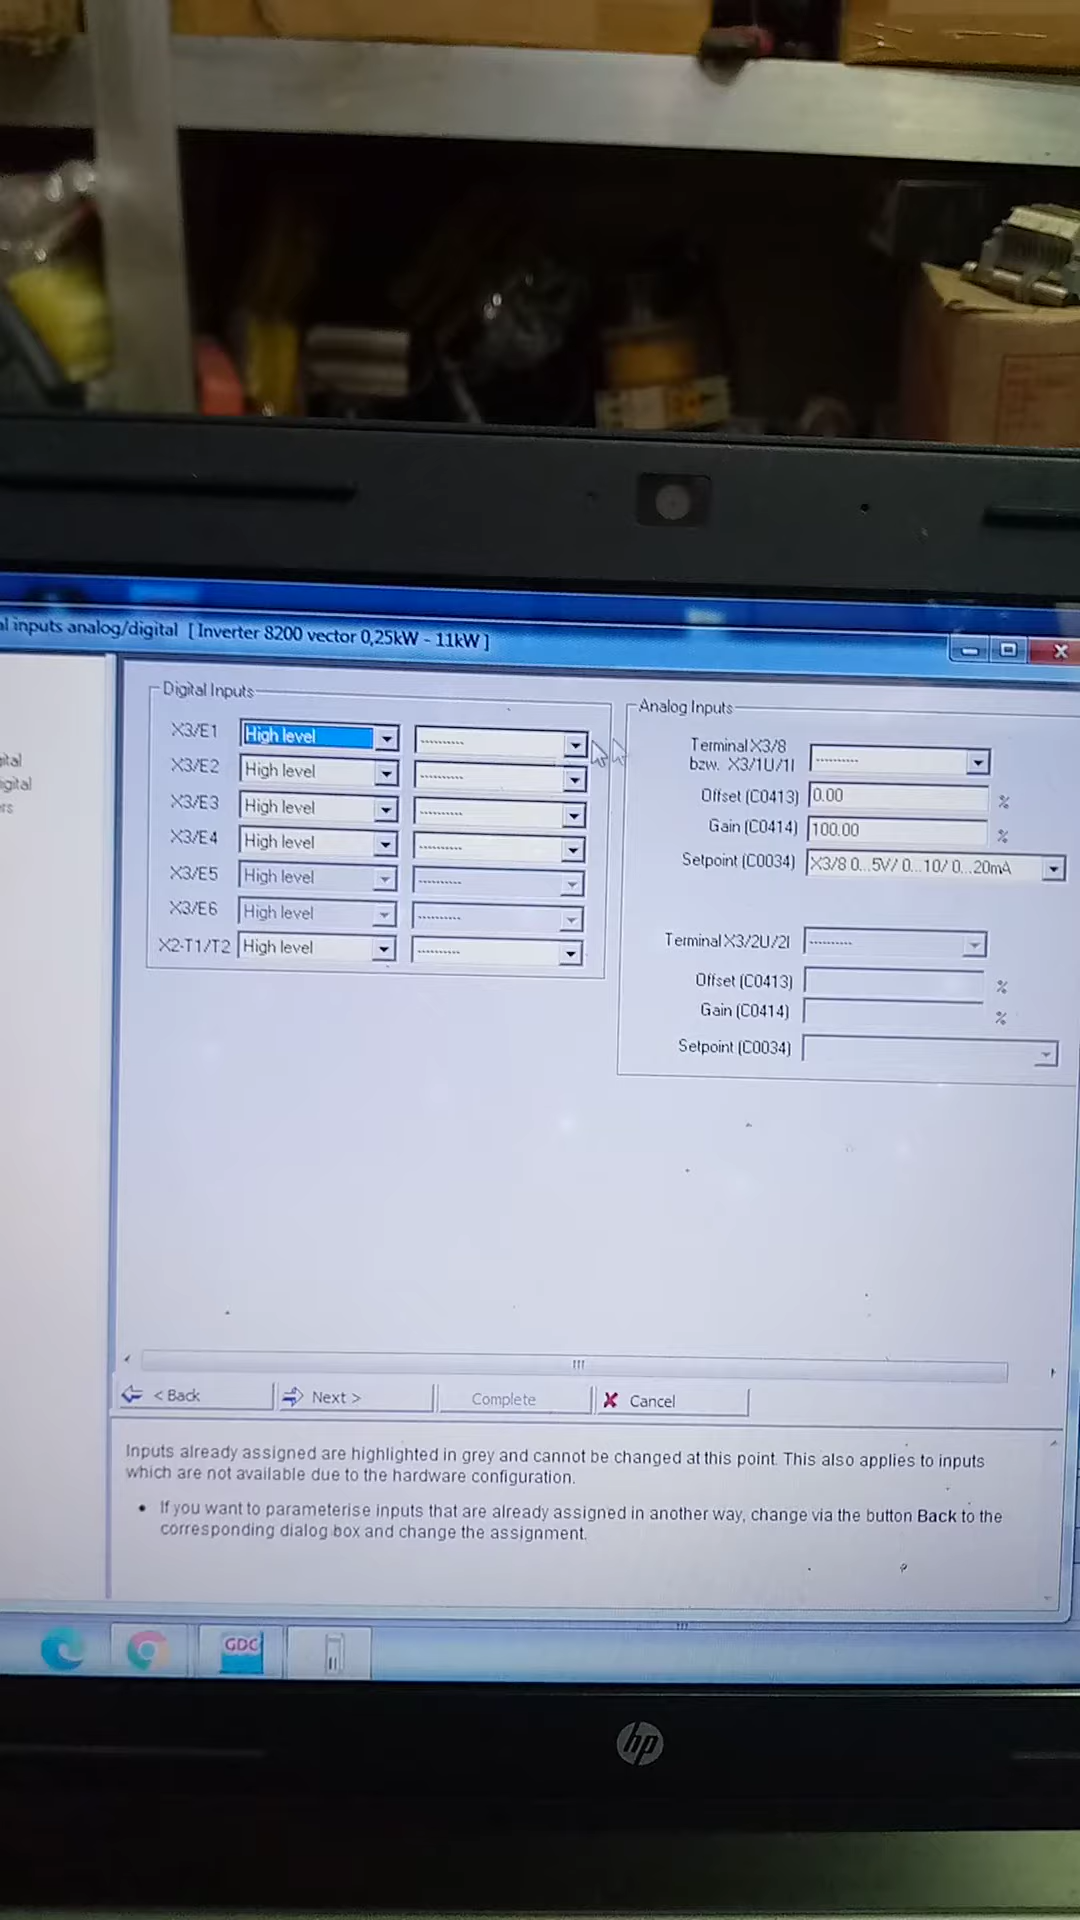 al inputs analog/digital [ Inverter 8200 vector 0,25kW - 11kW ]
ital
igital
rs
Digital Inputs
X3/E1 High level ----------
X3/E2 High level ----------
X3/E3 High level ----------
X3/E4 High level ----------
X3/E5 High level ----------
X3/E6 High level ----------
X2-T1/T2 High level ----------
Analog Inputs
Terminal X3/8
bzw. X3/1U/1I ----------
Offset (C0413) 0.00 %
Gain (C0414) 100.00 %
Setpoint (C0034) X3/8 0...5V/ 0...10/ 0...20mA
Terminal X3/2U/2I ----------
Offset (C0413) %
Gain (C0414) %
Setpoint (C0034)
< Back Next > Complete Cancel
Inputs already assigned are highlighted in grey and cannot be changed at this point. This also applies to inputs
which are not available due to the hardware configuration.
• If you want to parameterise inputs that are already assigned in another way, change via the button Back to the
corresponding dialog box and change the assignment.
GDC
hp